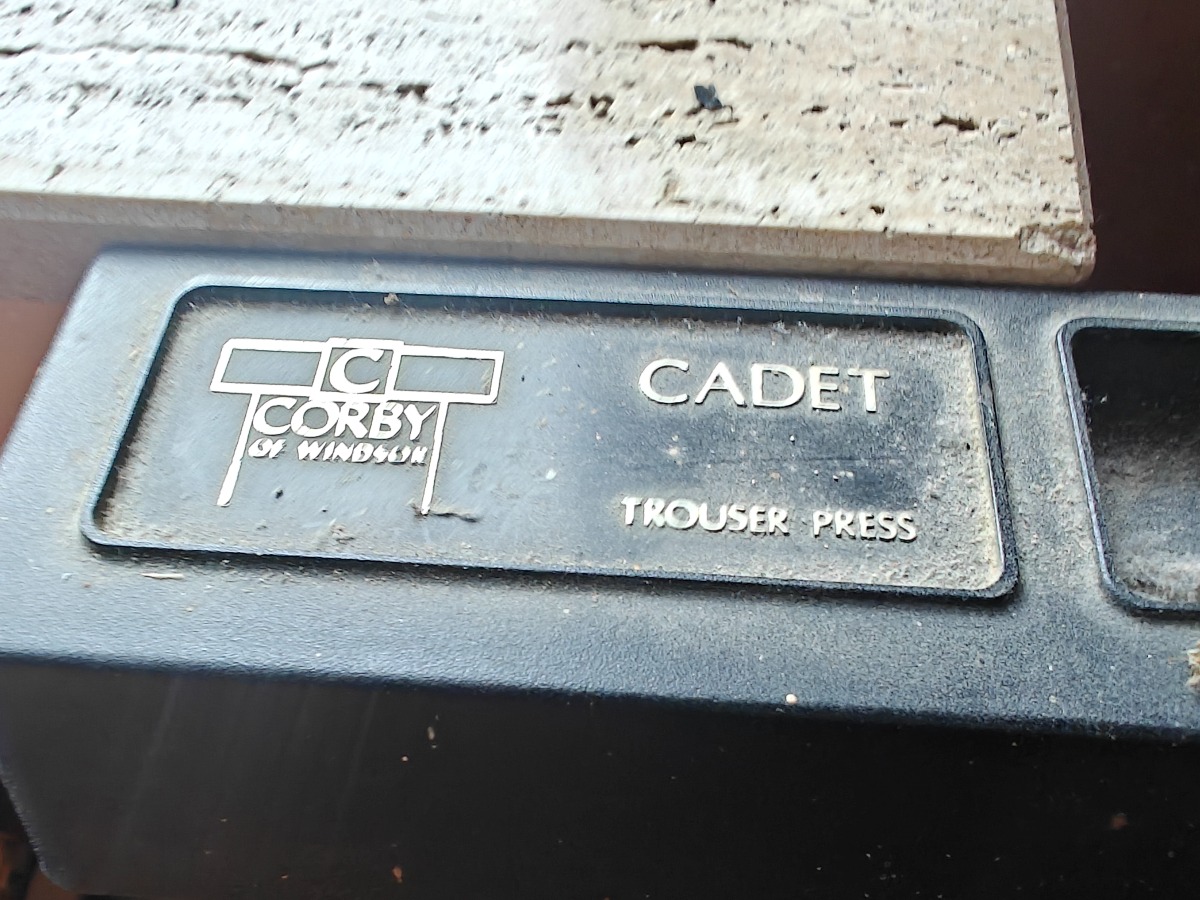 C
CORBY
OF WINDSOR
CADET
TROUSER PRESS